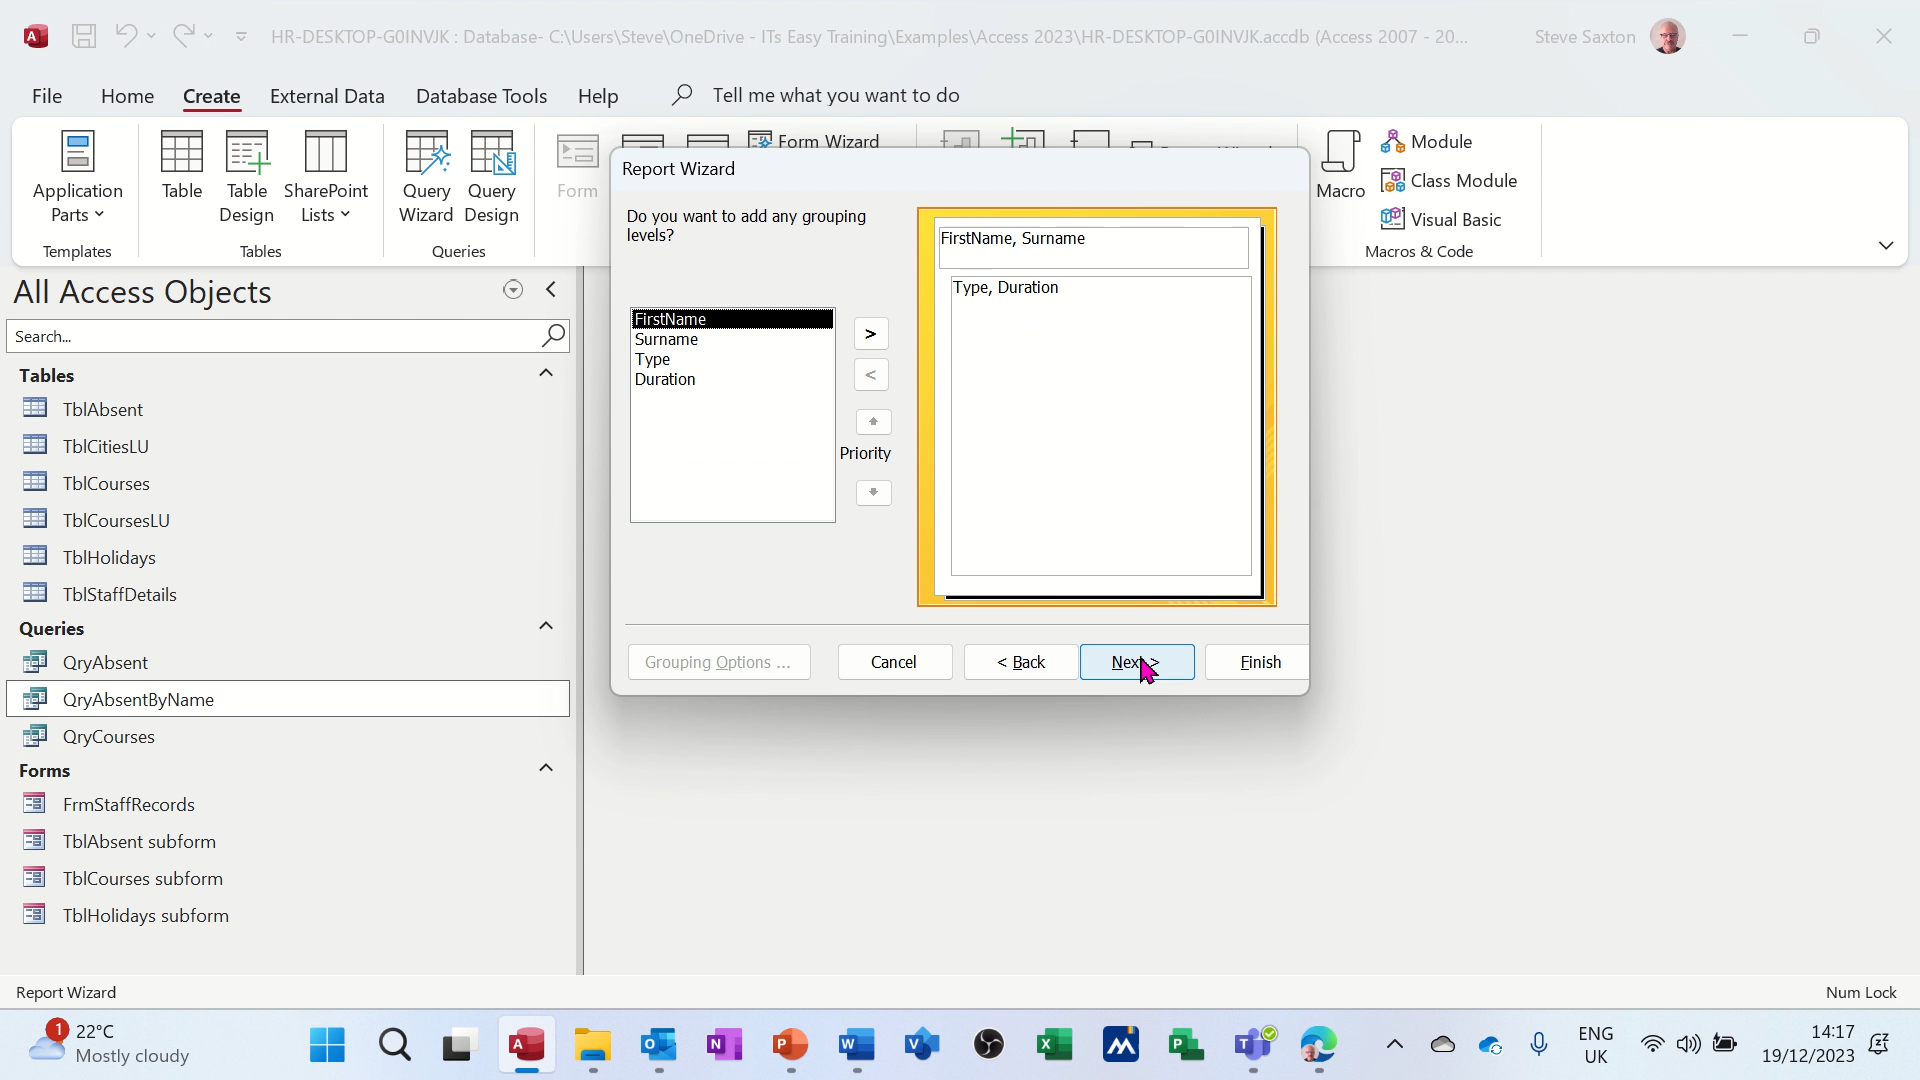 HR-DESKTOP-G0INVJK : Database- C:\Users\Steve\OneDrive - ITs Easy Training\Examples\Access 2023\HR-DESKTOP-G0INVJK.accdb (Access 2007 - 20...
Steve Saxton
File
Home
Create
External Data
Database Tools
Help
Tell me what you want to do
Application
Parts
Templates
Table
Table
Design
SharePoint
Lists
Tables
Query
Wizard
Query
Design
Queries
Form
Form Wizard
Macro
Module
Class Module
Visual Basic
Macros & Code
All Access Objects
Search...
Tables
TblAbsent
TblCitiesLU
TblCourses
TblCoursesLU
TblHolidays
TblStaffDetails
Queries
QryAbsent
QryAbsentByName
QryCourses
Forms
FrmStaffRecords
TblAbsent subform
TblCourses subform
TblHolidays subform
Report Wizard
Do you want to add any grouping
levels?
FirstName
Surname
Type
Duration
>
<
Priority
FirstName, Surname
Type, Duration
Grouping Options ...
Cancel
< Back
Next >
Finish
Report Wizard
Num Lock
1
22°C
Mostly cloudy
ENG
UK
14:17
19/12/2023